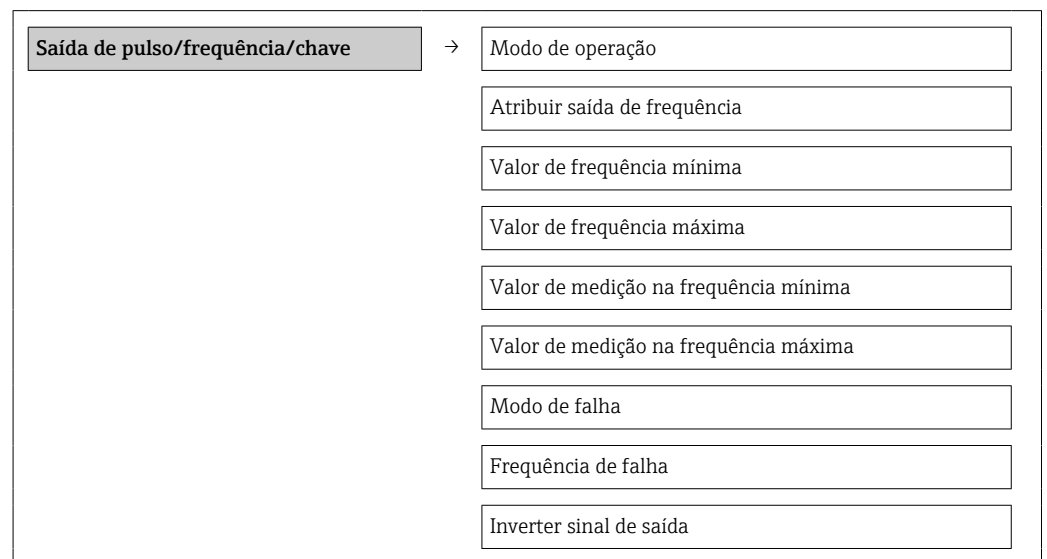 Saída de pulso/frequência/chave → Modo de operação
Atribuir saída de frequência
Valor de frequência mínima
Valor de frequência máxima
Valor de medição na frequência mínima
Valor de medição na frequência máxima
Modo de falha
Frequência de falha
Inverter sinal de saída